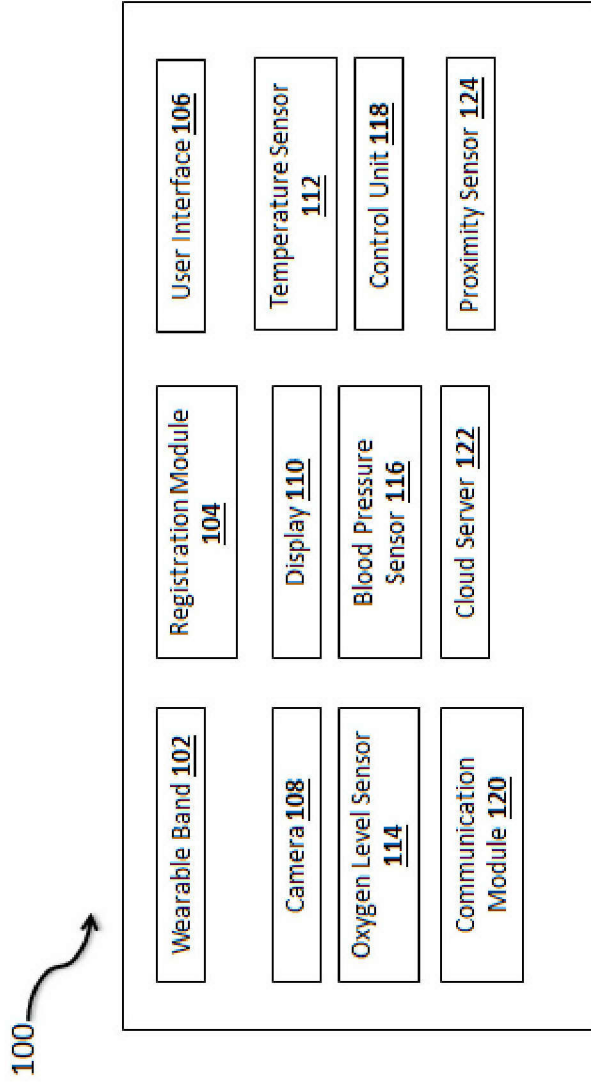 100
Wearable Band 102
Registration Module
104
User Interface 106
Camera 108
Display 110
Temperature Sensor
112
Oxygen Level Sensor
114
Blood Pressure
Sensor 116
Control Unit 118
Communication
Module 120
Cloud Server 122
Proximity Sensor 124